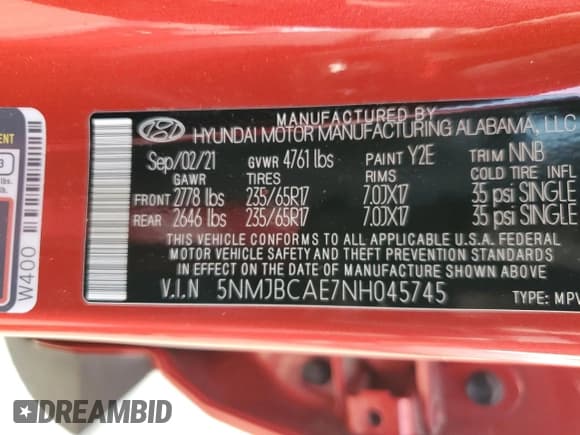 MANUFACTURED BY
HYUNDAI MOTOR MANUFACTURING ALABAMA, LLC
Sep/02/21 GVWR 4761 lbs PAINT Y2E TRIM NNB
GAWR TIRES RIMS COLD TIRE INFL
FRONT 2778 lbs 235/65R17 7.0JX17 35 psi SINGLE
REAR 2646 lbs 235/65R17 7.0JX17 35 psi SINGLE
THIS VEHICLE CONFORMS TO ALL APPLICABLE U.S.A. FEDERAL
MOTOR VEHICLE SAFETY AND THEFT PREVENTION STANDARDS
IN EFFECT ON THE DATE OF MANUFACTURE SHOWN ABOVE.
V.I.N 5NMJBCAE7NH045745 TYPE: MPV
W400
3
lbs.
DREAMBID